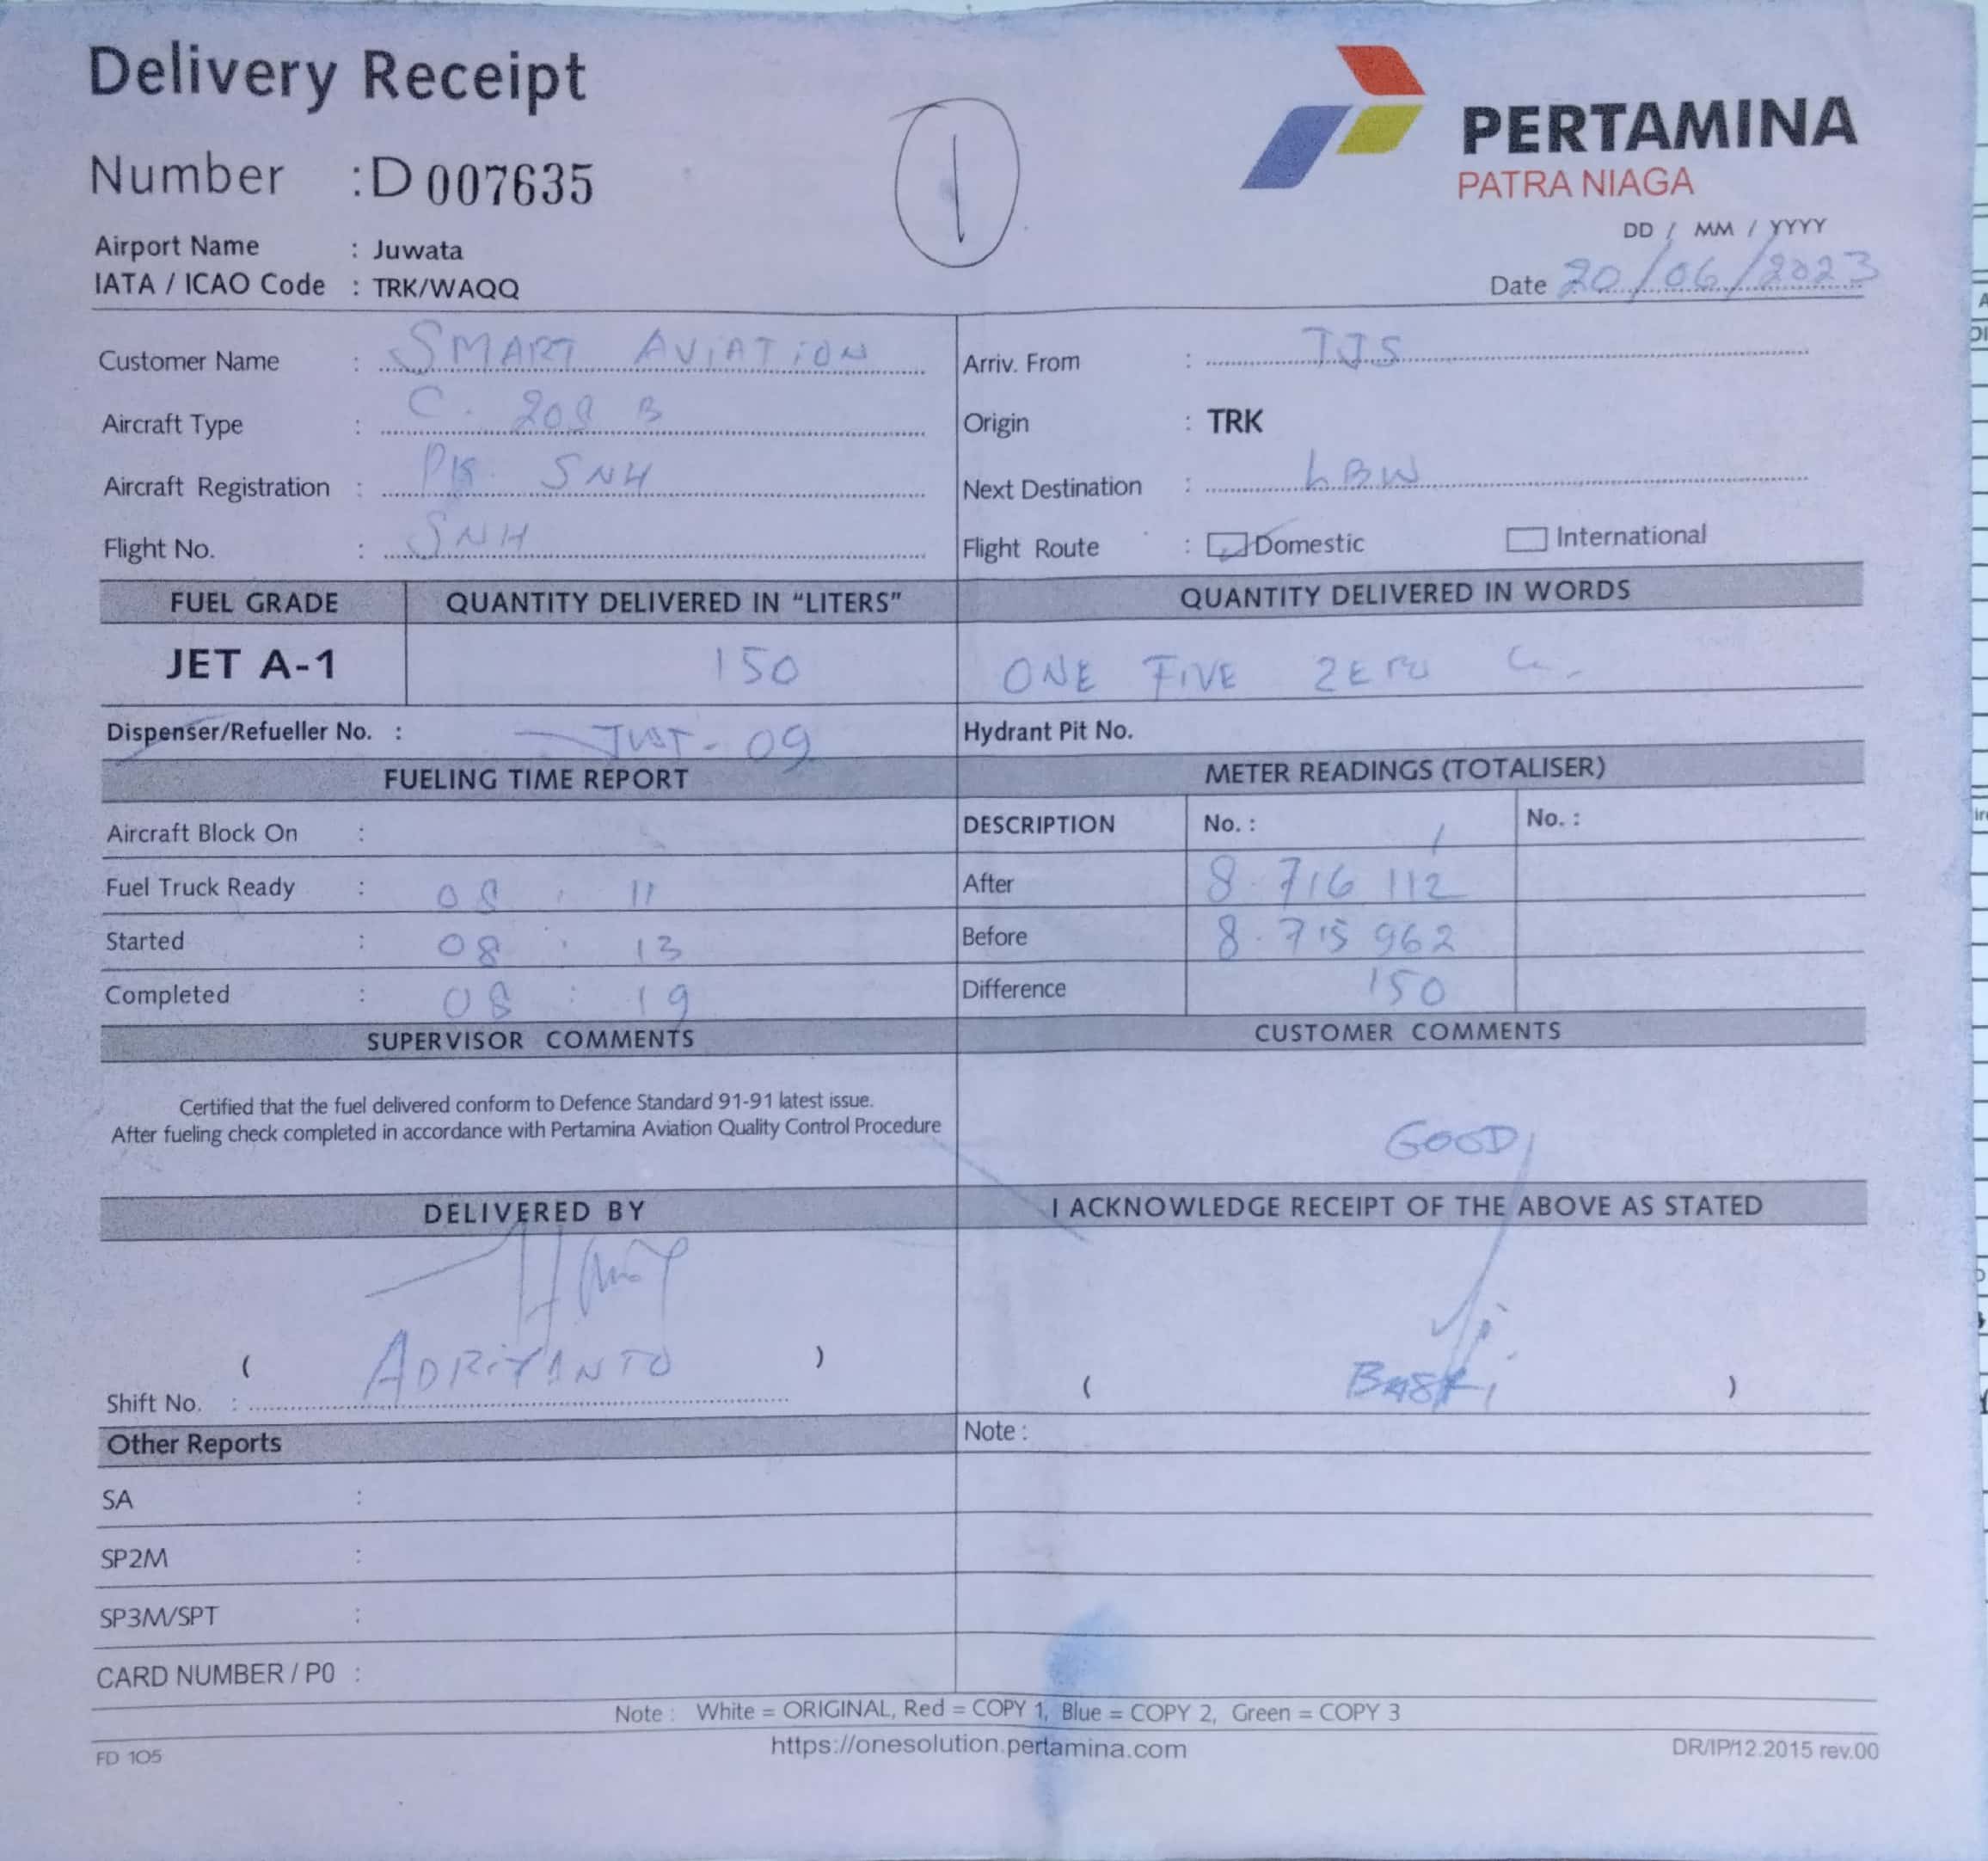 Delivery Receipt
PERTAMINA
PATRA NIAGA
Number : D 007635
1
Airport Name : Juwata
IATA / ICAO Code : TRK/WAQQ
DD / MM / YYYY
Date 20/06/2023
Customer Name : SMART AVIATION
Arriv. From : TJS
Aircraft Type : C. 208 B
Origin : TRK
Aircraft Registration : PK. SNH
Next Destination : LBW
Flight No. : SNH
Flight Route : Domestic International
FUEL GRADE QUANTITY DELIVERED IN “LITERS” QUANTITY DELIVERED IN WORDS
JET A-1 150 ONE FIVE ZERO
Dispenser/Refueller No. : 09
Hydrant Pit No.
FUELING TIME REPORT METER READINGS (TOTALISER)
Aircraft Block On :
DESCRIPTION No. : No. :
Fuel Truck Ready : 08 : 11
After 8.716 112
Started : 08 : 13
Before 8.715 962
Completed : 08 : 19
Difference 150
SUPERVISOR COMMENTS CUSTOMER COMMENTS
Certified that the fuel delivered conform to Defence Standard 91-91 latest issue.
After fueling check completed in accordance with Pertamina Aviation Quality Control Procedure
GOOD
DELIVERED BY I ACKNOWLEDGE RECEIPT OF THE ABOVE AS STATED
( ADRIYANTO )
( )
Shift No. :
Other Reports Note :
SA :
SP2M :
SP3M/SPT :
CARD NUMBER / P0 :
Note : White = ORIGINAL, Red = COPY 1, Blue = COPY 2, Green = COPY 3
https://onesolution.pertamina.com
FD 105 DR/IP/12.2015 rev.00